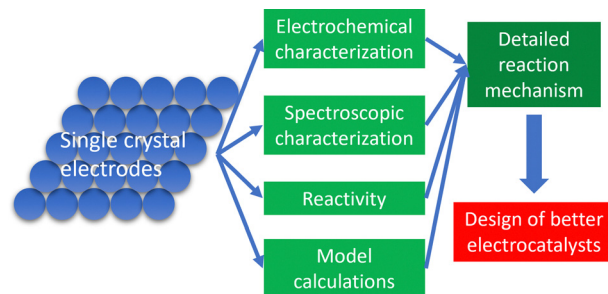 Single crystal
electrodes
Electrochemical
characterization
Spectroscopic
characterization
Reactivity
Model
calculations
Detailed
reaction
mechanism
Design of better
electrocatalysts